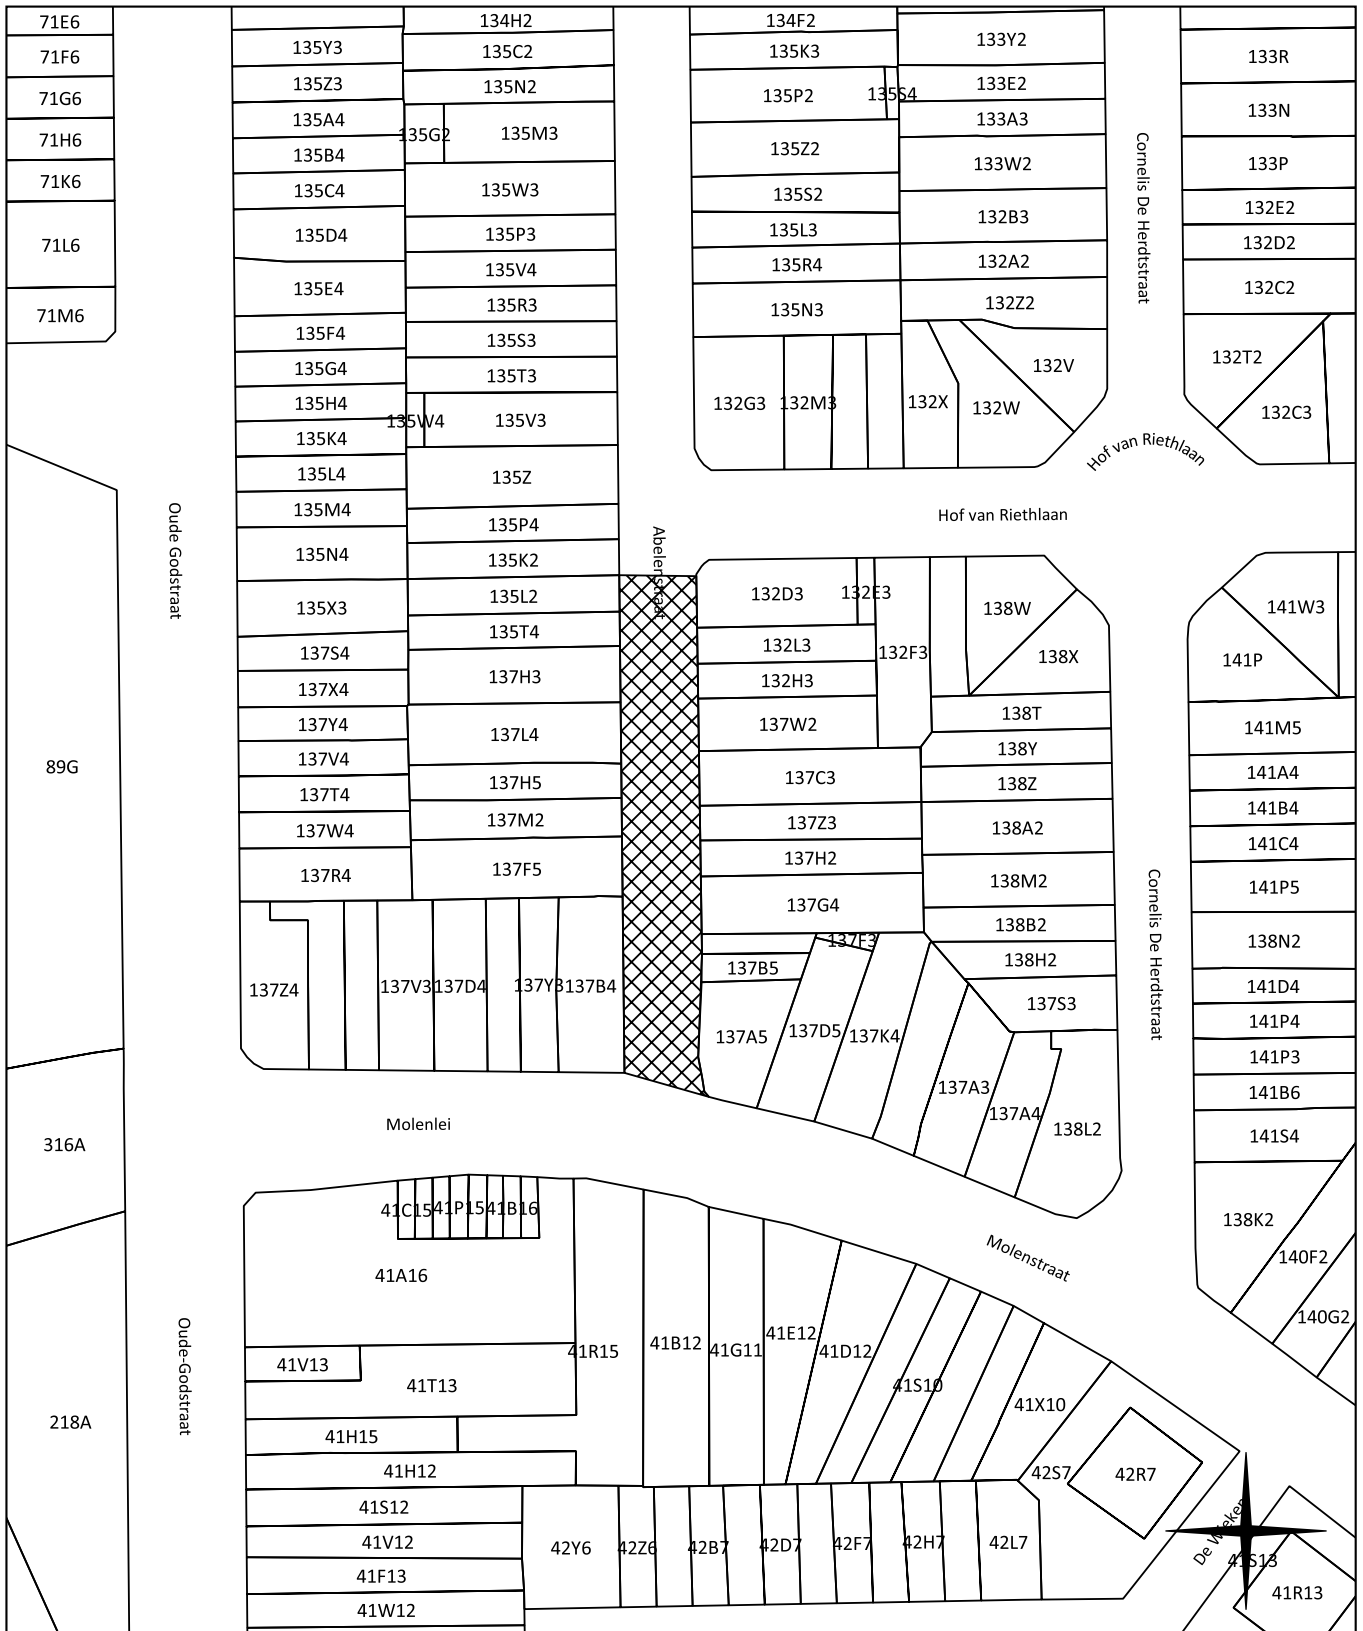 71E6
71F6
71G6
71H6
71K6
71L6
71M6
89G
316A
218A
Oude Godstraat
Oude-Godstraat
135Y3
135Z3
135A4
135B4
135C4
135D4
135E4
135F4
135G4
135H4
135K4
135L4
135M4
135N4
135X3
137S4
137X4
137Y4
137V4
137T4
137W4
137R4
134H2
135C2
135N2
135G2
135M3
135W3
135P3
135V4
135R3
135S3
135T3
135W4
135V3
135Z
135P4
135K2
135L2
135T4
137H3
137L4
137H5
137M2
137F5
137Z4
137V3
137D4
137Y3
137B4
Abelenstraat
134F2
135K3
135P2
135S4
135Z2
135S2
135L3
135R4
135N3
132G3
132M3
133Y2
133E2
133A3
133W2
132B3
132A2
132Z2
132V
132X
132W
Cornelis De Herdtstraat
133R
133N
133P
132E2
132D2
132C2
132T2
132C3
Hof van Riethlaan
Hof van Riethlaan
132D3
132E3
132L3
132H3
132F3
137W2
137C3
137Z3
137H2
137G4
137F3
137B5
137A5
137D5
137K4
137A3
137A4
138W
138X
138T
138Y
138Z
138A2
138M2
138B2
138H2
137S3
138L2
Cornelis De Herdtstraat
141W3
141P
141M5
141A4
141B4
141C4
141P5
138N2
141D4
141P4
141P3
141B6
141S4
138K2
140F2
140G2
Molenlei
Molenstraat
41C15
41P15
41B16
41A16
41V13
41T13
41H15
41H12
41S12
41V12
41F13
41W12
41R15
41B12
41G11
41E12
41D12
41S10
41X10
42S7
42R7
42Y6
42Z6
42B7
42D7
42F7
42H7
42L7
De Wieken
41S13
41R13